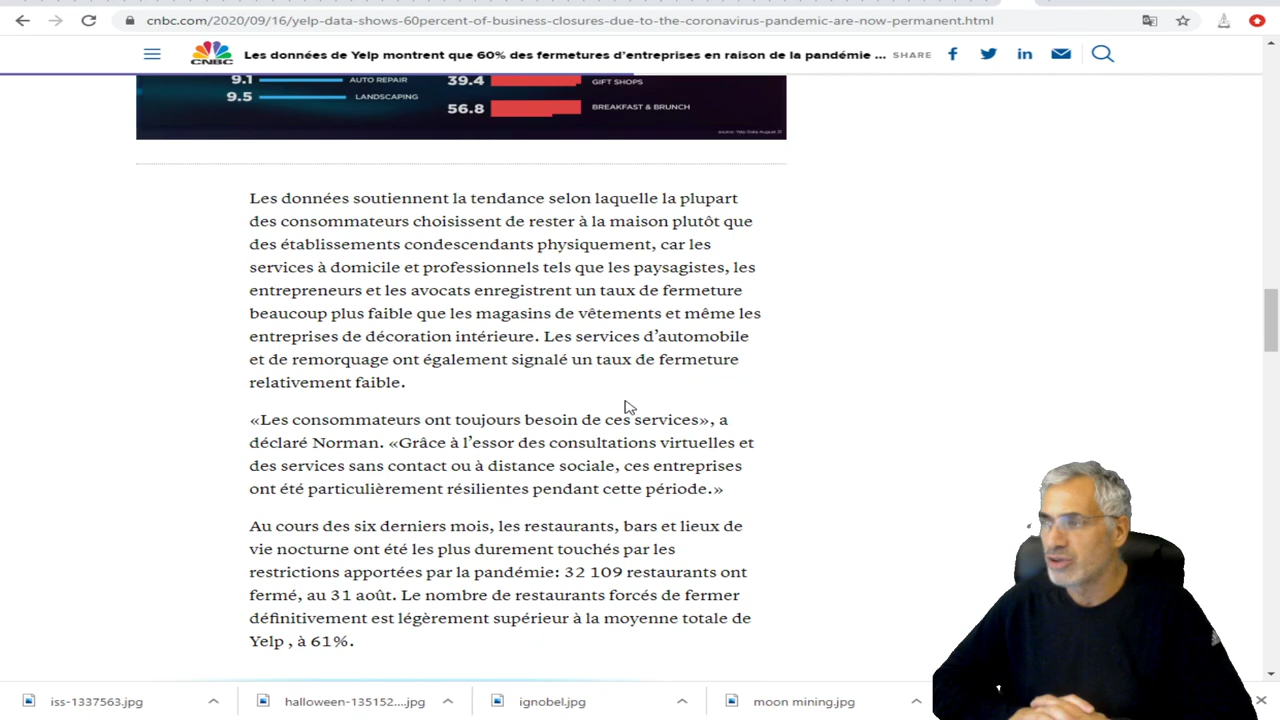 cnbc.com/2020/09/16/yelp-data-shows-60percent-of-business-closures-due-to-the-coronavirus-pandemic-are-now-permanent.html
CNBC
Les données de Yelp montrent que 60% des fermetures d'entreprises en raison de la pandémie ...
SHARE
9.1 AUTO REPAIR
39.4 GIFT SHOPS
9.5 LANDSCAPING
56.8 BREAKFAST & BRUNCH
source: Yelp Data August 31
Les données soutiennent la tendance selon laquelle la plupart
des consommateurs choisissent de rester à la maison plutôt que
des établissements condescendants physiquement, car les
services à domicile et professionnels tels que les paysagistes, les
entrepreneurs et les avocats enregistrent un taux de fermeture
beaucoup plus faible que les magasins de vêtements et même les
entreprises de décoration intérieure. Les services d'automobile
et de remorquage ont également signalé un taux de fermeture
relativement faible.
«Les consommateurs ont toujours besoin de ces services», a
déclaré Norman. «Grâce à l'essor des consultations virtuelles et
des services sans contact ou à distance sociale, ces entreprises
ont été particulièrement résilientes pendant cette période.»
Au cours des six derniers mois, les restaurants, bars et lieux de
vie nocturne ont été les plus durement touchés par les
restrictions apportées par la pandémie: 32 109 restaurants ont
fermé, au 31 août. Le nombre de restaurants forcés de fermer
définitivement est légèrement supérieur à la moyenne totale de
Yelp , à 61%.
iss-1337563.jpg
halloween-135152....jpg
ignobel.jpg
moon mining.jpg